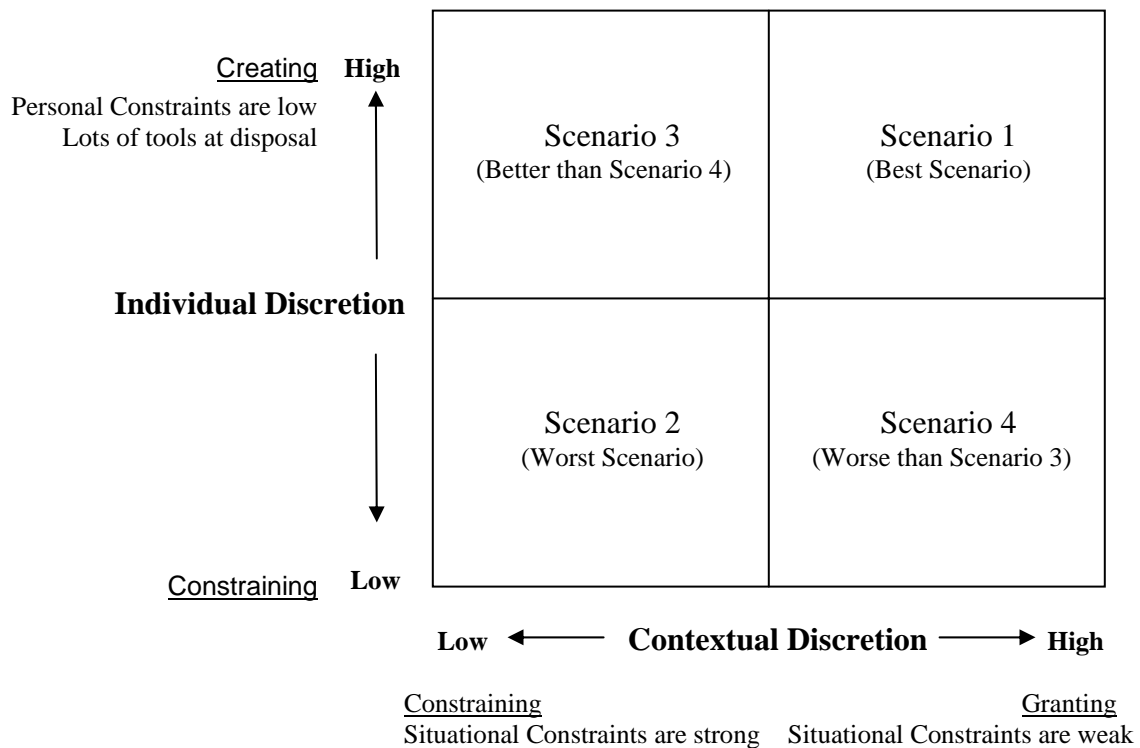 Creating High
Personal Constraints are low
Lots of tools at disposal
Scenario 3
(Better than Scenario 4)
Scenario 1
(Best Scenario)
Individual Discretion
Scenario 2
(Worst Scenario)
Scenario 4
(Worse than Scenario 3)
Constraining Low
Low Contextual Discretion High
Constraining
Situational Constraints are strong
Granting
Situational Constraints are weak